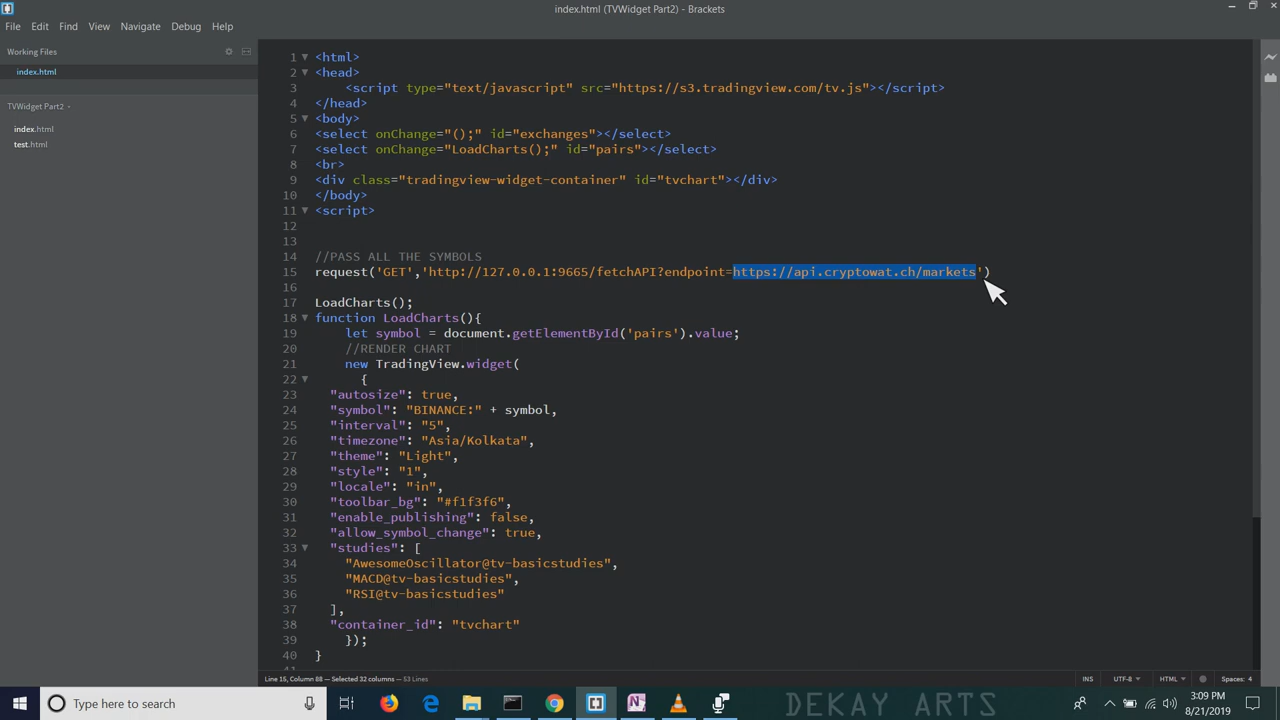 index.html (TVWidget Part2) - Brackets
File Edit Find View Navigate Debug Help
Working Files
index.html
TVWidget Part2
index.html
test.html
1 <html>
2 <head>
3 <script type="text/javascript" src="https://s3.tradingview.com/tv.js"></script>
4 </head>
5 <body>
6 <select onChange="();" id="exchanges"></select>
7 <select onChange="LoadCharts();" id="pairs"></select>
8 <br>
9 <div class="tradingview-widget-container" id="tvchart"></div>
10 </body>
11 <script>
12
13
14 //PASS ALL THE SYMBOLS
15 request('GET','http://127.0.0.1:9665/fetchAPI?endpoint=https://api.cryptowat.ch/markets')
16
17 LoadCharts();
18 function LoadCharts(){
19 let symbol = document.getElementById('pairs').value;
20 //RENDER CHART
21 new TradingView.widget(
22 {
23 "autosize": true,
24 "symbol": "BINANCE:" + symbol,
25 "interval": "5",
26 "timezone": "Asia/Kolkata",
27 "theme": "Light",
28 "style": "1",
29 "locale": "in",
30 "toolbar_bg": "#f1f3f6",
31 "enable_publishing": false,
32 "allow_symbol_change": true,
33 "studies": [
34 "AwesomeOscillator@tv-basicstudies",
35 "MACD@tv-basicstudies",
36 "RSI@tv-basicstudies"
37 ],
38 "container_id": "tvchart"
39 });
40 }
Line 15, Column 88 — Selected 32 columns — 53 Lines
INS UTF-8 HTML Spaces: 4
Type here to search
DEKAY ARTS
3:09 PM
8/21/2019